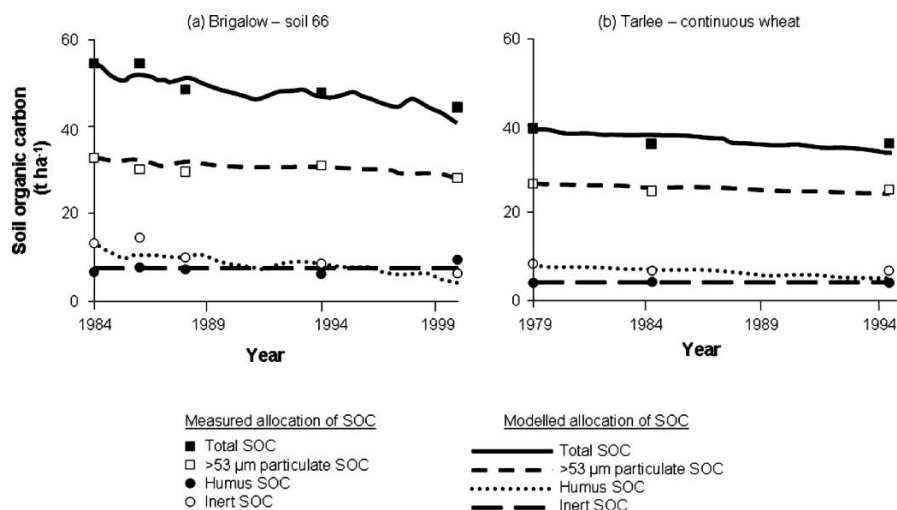 (a) Brigalow – soil 66
(b) Tarlee – continuous wheat
Soil organic carbon
(t ha-1)
60
40
20
0
1984
1989
1994
1999
Year
60
40
20
0
1979
1984
1989
1994
Year
Measured allocation of SOC
Total SOC
>53 µm particulate SOC
Humus SOC
Inert SOC
Modelled allocation of SOC
Total SOC
>53 µm particulate SOC
Humus SOC
Inert SOC